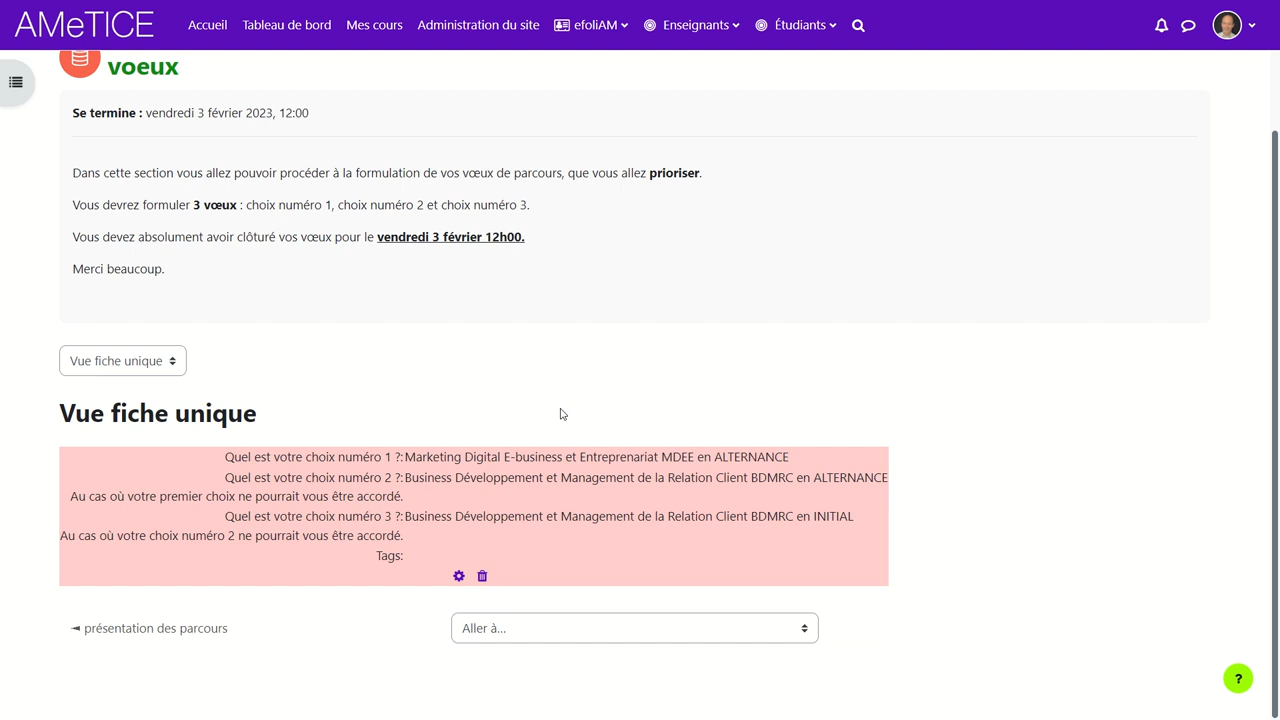 AMeTICE
Accueil Tableau de bord Mes cours Administration du site efoliAM Enseignants Étudiants
voeux
Se termine : vendredi 3 février 2023, 12:00
Dans cette section vous allez pouvoir procéder à la formulation de vos vœux de parcours, que vous allez prioriser.
Vous devrez formuler 3 vœux : choix numéro 1, choix numéro 2 et choix numéro 3.
Vous devez absolument avoir clôturé vos vœux pour le vendredi 3 février 12h00.
Merci beaucoup.
Vue fiche unique
Vue fiche unique
Quel est votre choix numéro 1 ?: Marketing Digital E-business et Entreprenariat MDEE en ALTERNANCE
Quel est votre choix numéro 2 ?: Business Développement et Management de la Relation Client BDMRC en ALTERNANCE
Au cas où votre premier choix ne pourrait vous être accordé.
Quel est votre choix numéro 3 ?: Business Développement et Management de la Relation Client BDMRC en INITIAL
Au cas où votre choix numéro 2 ne pourrait vous être accordé.
Tags:
◄ présentation des parcours
Aller à...
?